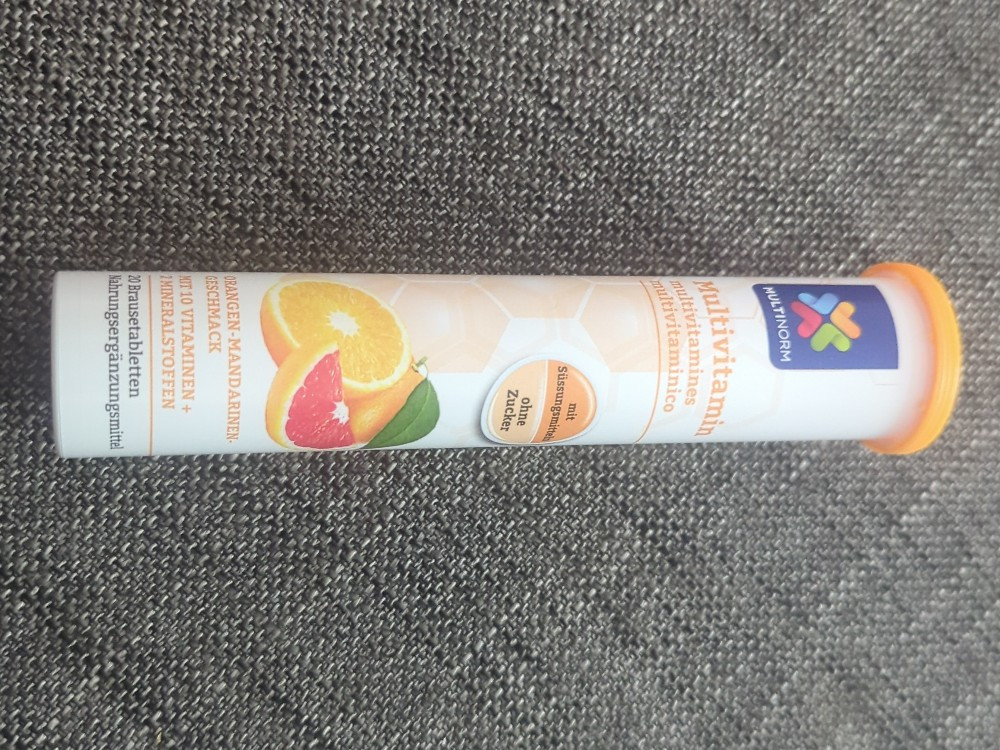 MULTINORM
Multivitamin
multivitamines
multivitaminico
mit
Süssungsmitteln
ohne
Zucker
ORANGEN-MANDARINEN-
GESCHMACK
MIT 10 VITAMINEN +
2 MINERALSTOFFEN
20 Brausetabletten
Nahrungsergänzungsmittel